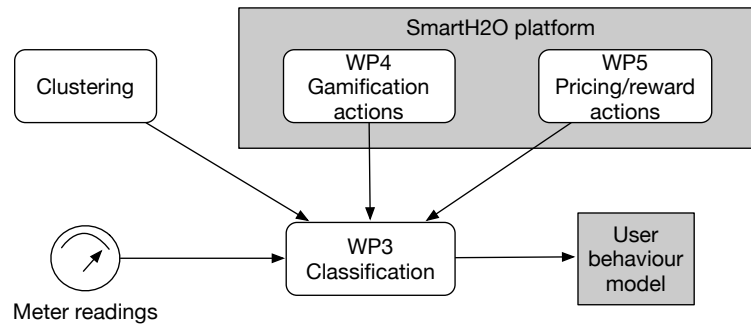 SmartH2O platform
Clustering
WP4
Gamification
actions
WP5
Pricing/reward
actions
WP3
Classification
User
behaviour
model
Meter readings